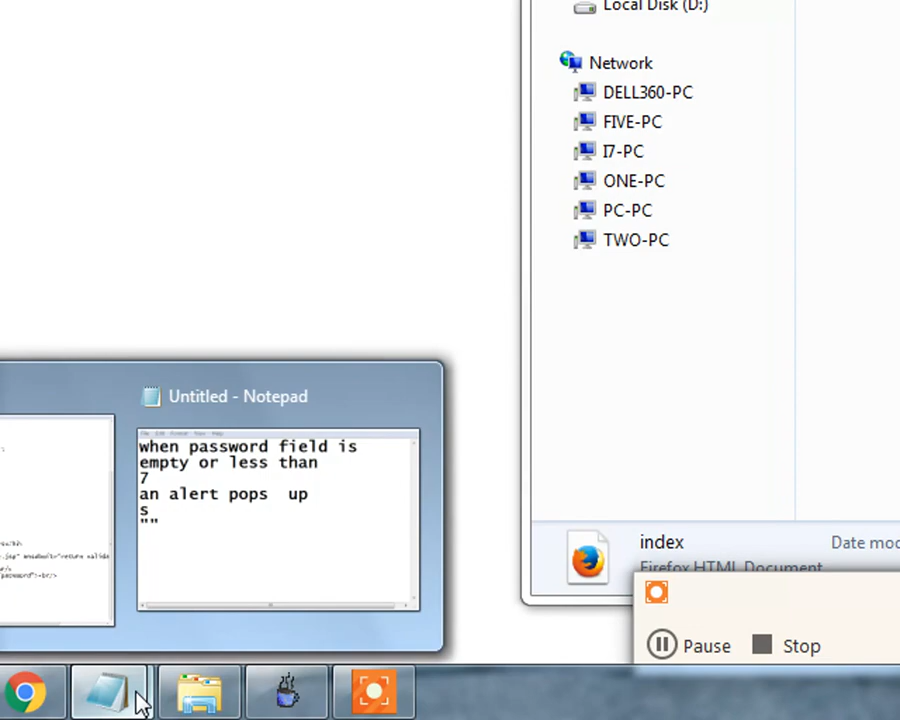 Local Disk (D:)
Network
DELL360-PC
FIVE-PC
I7-PC
ONE-PC
PC-PC
TWO-PC
Untitled - Notepad
when password field is
empty or less than
7
an alert pops  up
s
""
index
Date mod
Firefox HTML Document
Pause
Stop